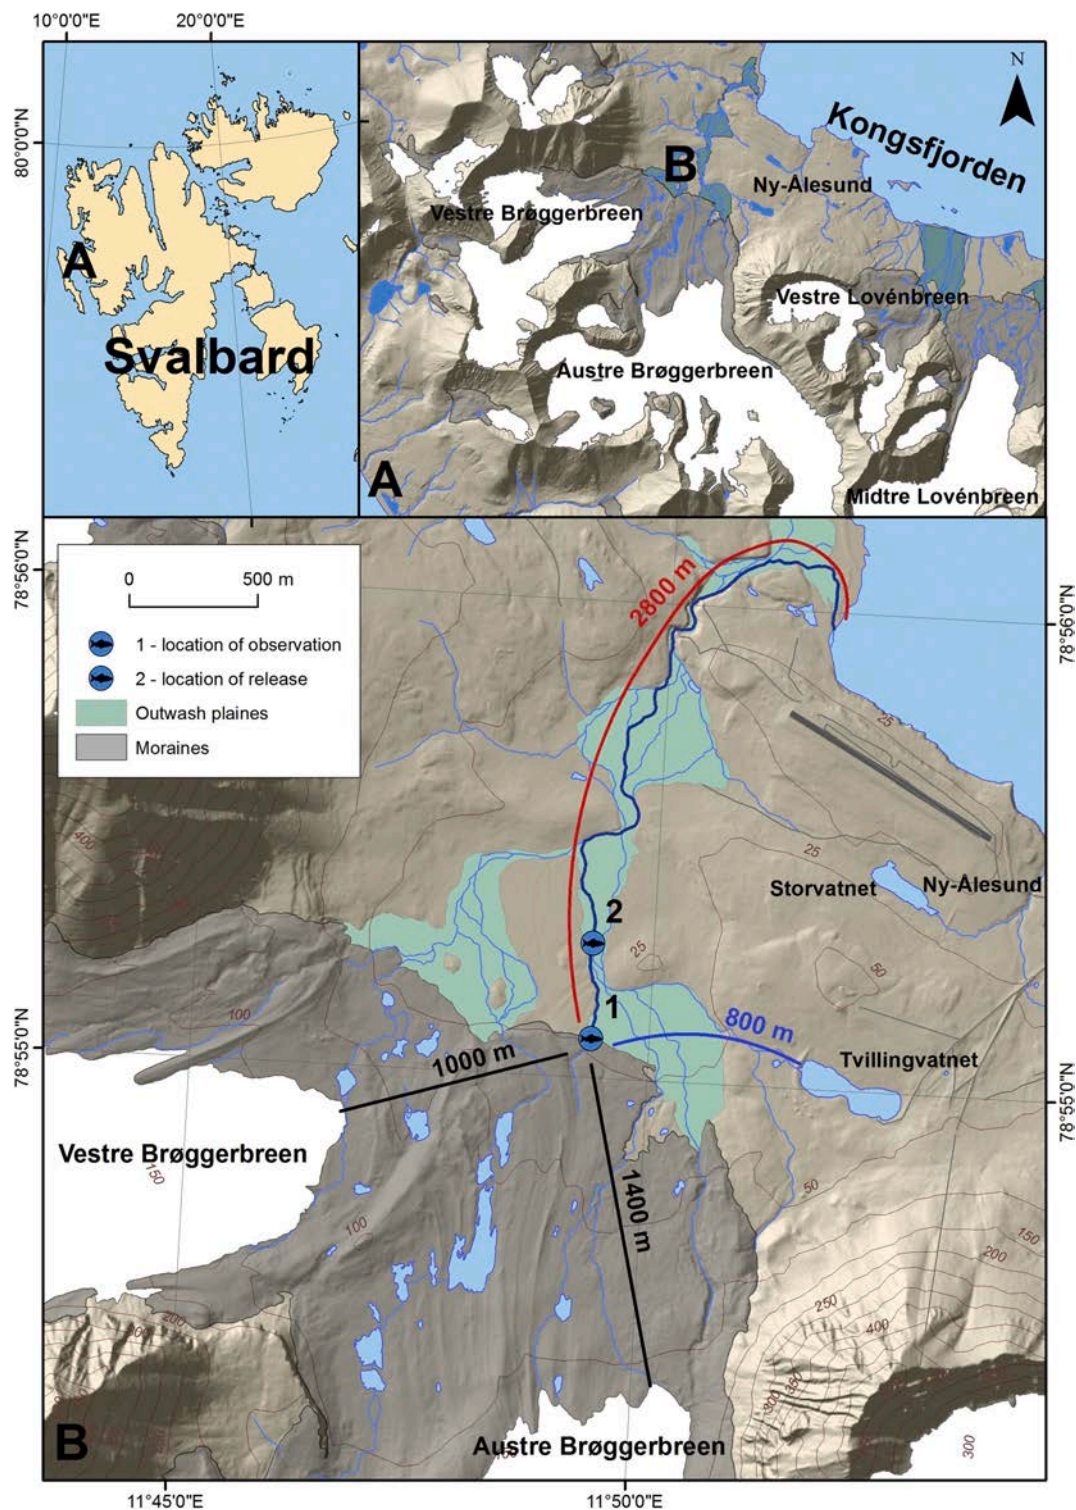 10°0'0"E
20°0'0"E
80°0'0"N
A
Svalbard
N
Kongsfjorden
B
Ny-Ålesund
Vestre Brøggerbreen
Vestre Lovénbreen
Austre Brøggerbreen
A
Midtre Lovénbreen
78°56'0"N
0 500 m
1 - location of observation
2 - location of release
Outwash plaines
Moraines
2800 m
78°56'0"N
25
400
25
Storvatnet
Ny-Ålesund
2
25
50
100
1
78°55'0"N
800 m
1000 m
Tvillingvatnet
78°55'0"N
Vestre Brøggerbreen
150
50
1400 m
100
150
200
250
200
400
300
350
300
B
Austre Brøggerbreen
11°45'0"E
11°50'0"E